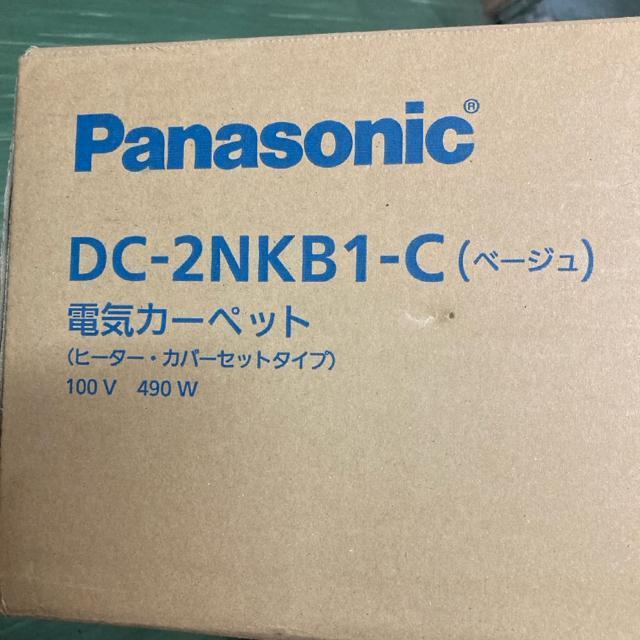 Panasonic®
DC-2NKB1-C(ベージュ)
電気カーペット
(ヒーター・カバーセットタイプ)
100 V 490 W